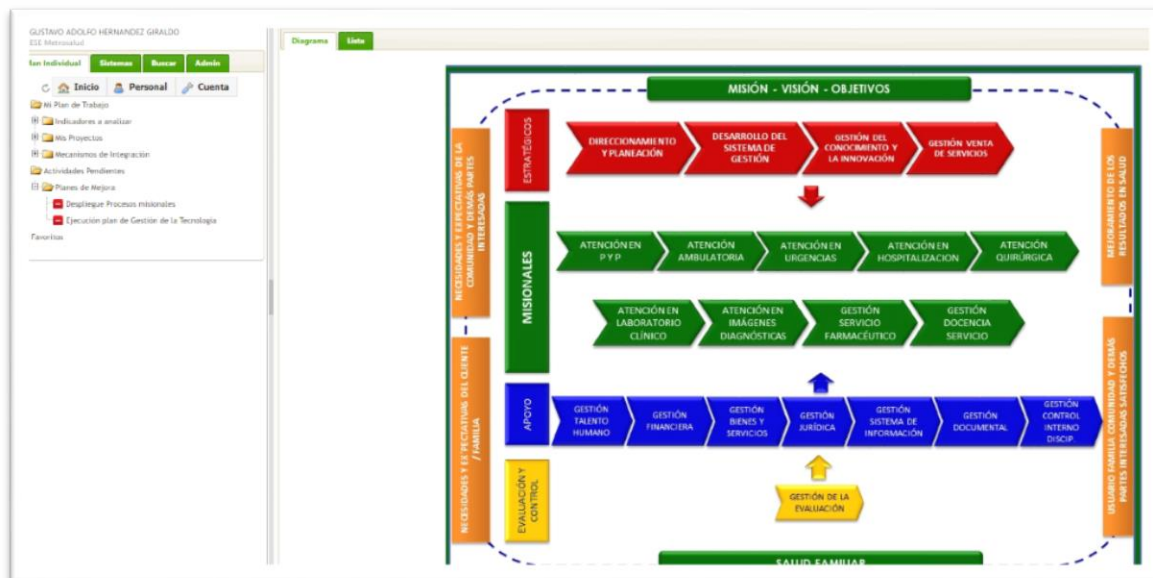 GUSTAVO ADOLFO HERNANDEZ GIRALDO
ESE Metrosalud
lan Individual
Sistemas
Buscar
Admin
Inicio
Personal
Cuenta
Mi Plan de Trabajo
Indicadores a analizar
Mis Proyectos
Mecanismos de Integración
Actividades Pendientes
Planes de Mejora
Despliegue Procesos misionales
Ejecución plan de Gestión de la Tecnología
Favoritos
Diagrama
Lista
MISIÓN - VISIÓN - OBJETIVOS
NECESIDADES Y EXPECTATIVAS DE LA
COMUNIDAD Y DEMÁS PARTES
INTERESADAS
NECESIDADES Y EXPECTATIVAS DEL CLIENTE
/ FAMILIA
ESTRATÉGICOS
DIRECCIONAMIENTO
Y PLANEACIÓN
DESARROLLO DEL
SISTEMA DE
GESTIÓN
GESTIÓN DEL
CONOCIMIENTO Y
LA INNOVACIÓN
GESTIÓN VENTA
DE SERVICIOS
MISIONALES
ATENCIÓN EN
P Y P
ATENCIÓN
AMBULATORIA
ATENCIÓN EN
URGENCIAS
ATENCIÓN EN
HOSPITALIZACION
ATENCIÓN
QUIRÚRGICA
ATENCIÓN EN
LABORATORIO
CLÍNICO
ATENCIÓN EN
IMÁGENES
DIAGNÓSTICAS
GESTIÓN
SERVICIO
FARMACÉUTICO
GESTIÓN
DOCENCIA
SERVICIO
APOYO
GESTIÓN
TALENTO
HUMANO
GESTIÓN
FINANCIERA
GESTIÓN
BIENES Y
SERVICIOS
GESTIÓN
JURÍDICA
GESTIÓN
SISTEMA DE
INFORMACIÓN
GESTIÓN
DOCUMENTAL
GESTIÓN
CONTROL
INTERNO
DISCIP.
EVALUACIÓN Y
CONTROL
GESTIÓN DE LA
EVALUACIÓN
MEJORAMIENTO DE LOS
RESULTADOS EN SALUD
USUARIO FAMILIA COMUNIDAD Y DEMÁS
PARTES INTERESADAS SATISFECHOS
SALUD FAMILIAR